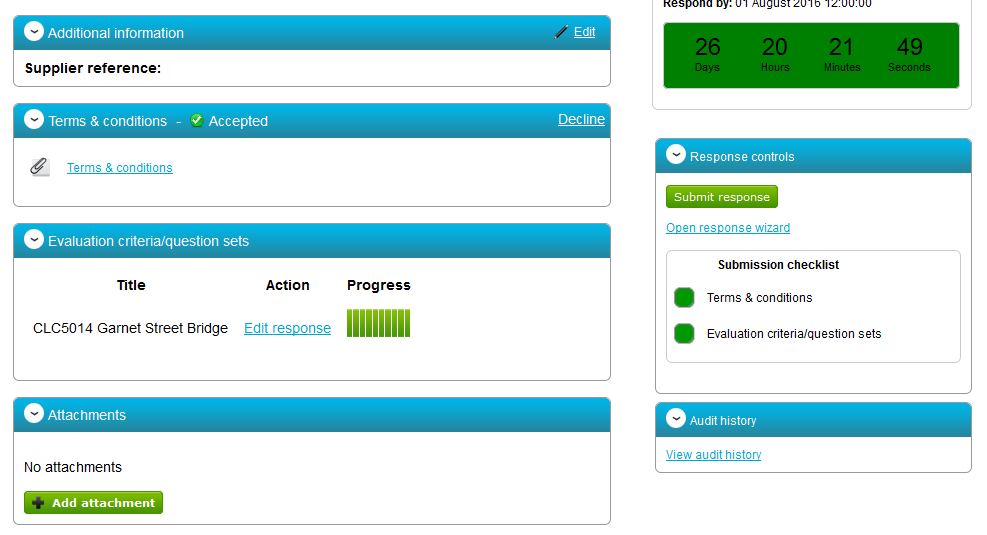 Additional information
Edit
Supplier reference:
Terms & conditions - Accepted
Decline
Terms & conditions
Evaluation criteria/question sets
Title Action Progress
CLC5014 Garnet Street Bridge Edit response
Attachments
No attachments
Add attachment
Respond by: 01 August 2016 12:00:00
26 20 21 49
Days Hours Minutes Seconds
Response controls
Submit response
Open response wizard
Submission checklist
Terms & conditions
Evaluation criteria/question sets
Audit history
View audit history